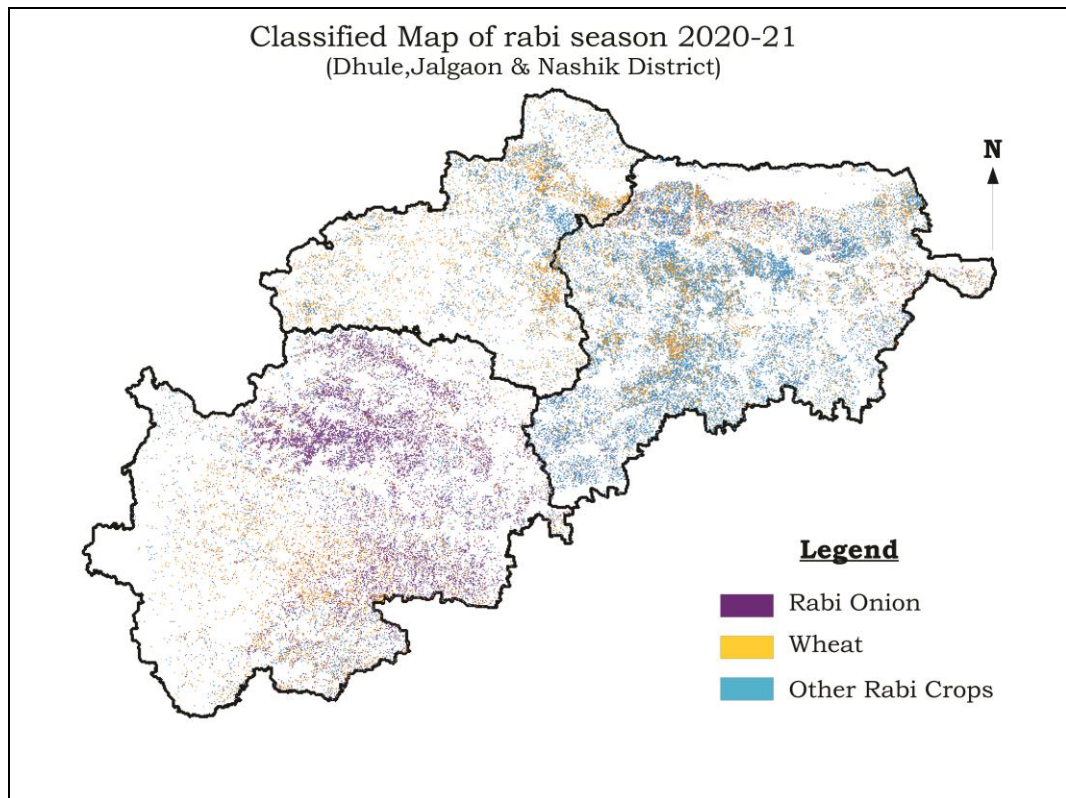 Classified Map of rabi season 2020-21
(Dhule,Jalgaon & Nashik District)
N
Legend
Rabi Onion
Wheat
Other Rabi Crops